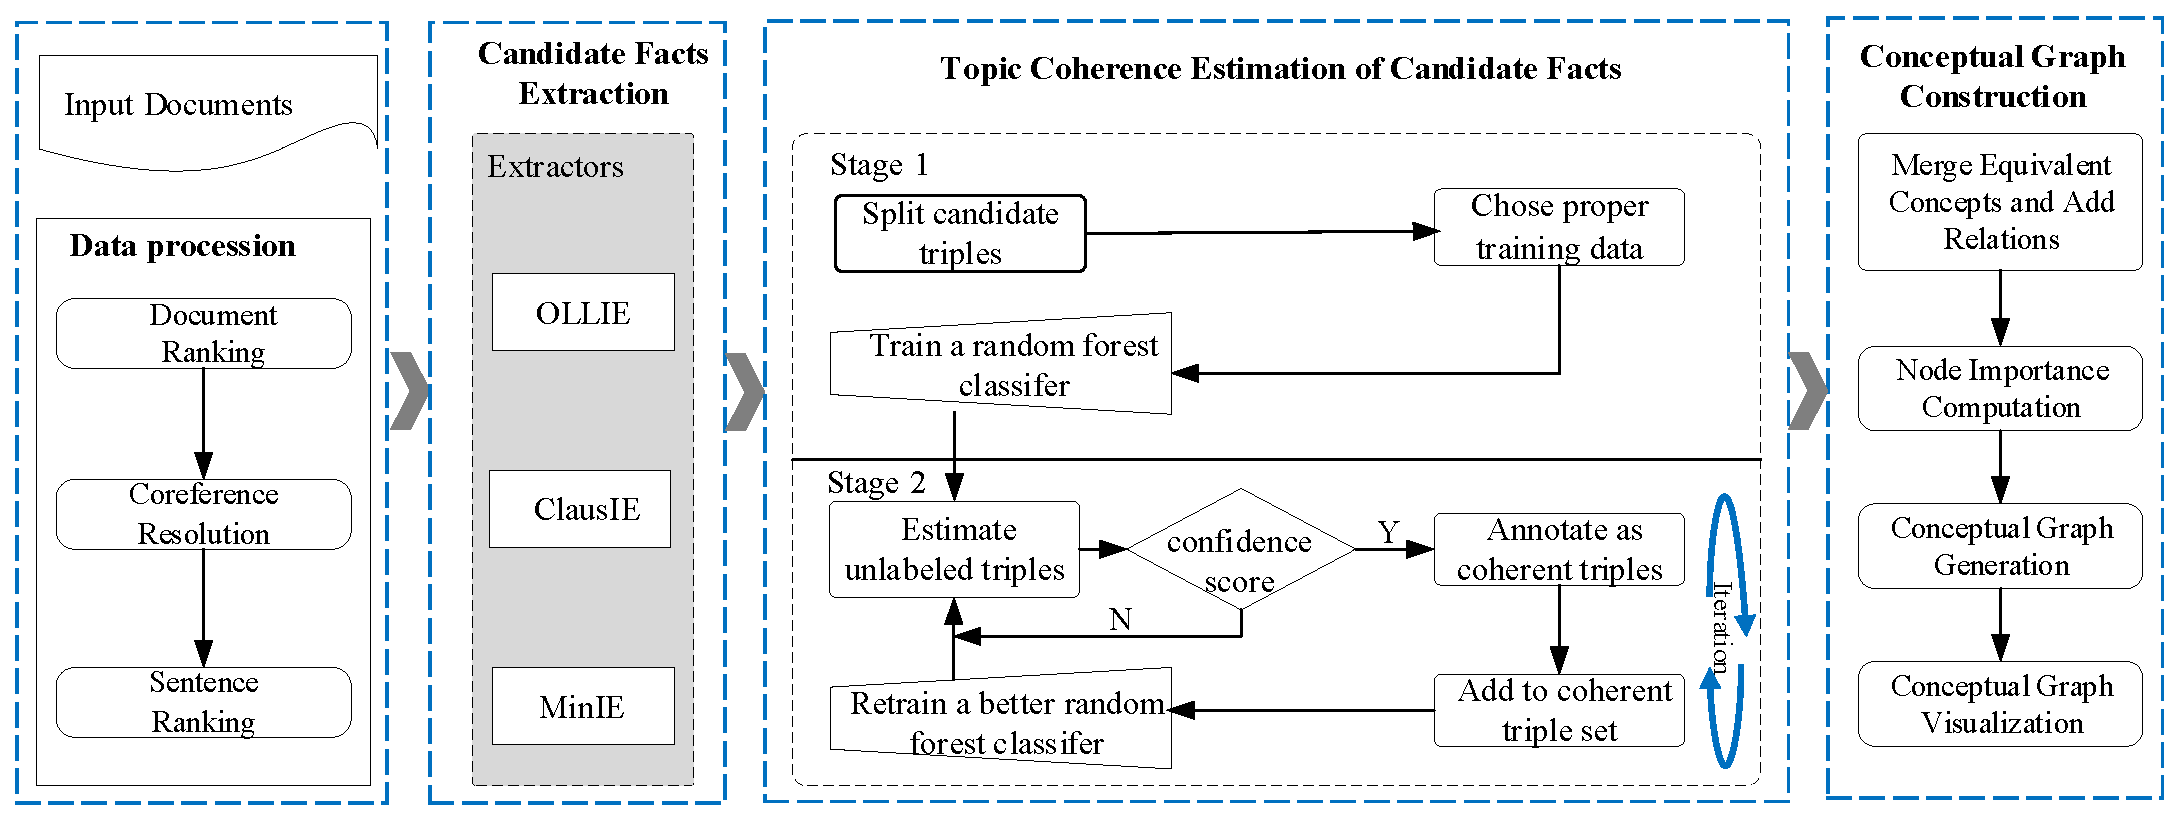 Input Documents
Data procession
Document
Ranking
Coreference
Resolution
Sentence
Ranking
Candidate Facts
Extraction
Extractors
OLLIE
ClausIE
MinIE
Topic Coherence Estimation of Candidate Facts
Stage 1
Split candidate
triples
Chose proper
training data
Train a random forest
classifer
Stage 2
Estimate
unlabeled triples
confidence
score
Y
N
Annotate as
coherent triples
Add to coherent
triple set
Retrain a better random
forest classifer
Iteration
Conceptual Graph
Construction
Merge Equivalent
Concepts and Add
Relations
Node Importance
Computation
Conceptual Graph
Generation
Conceptual Graph
Visualization